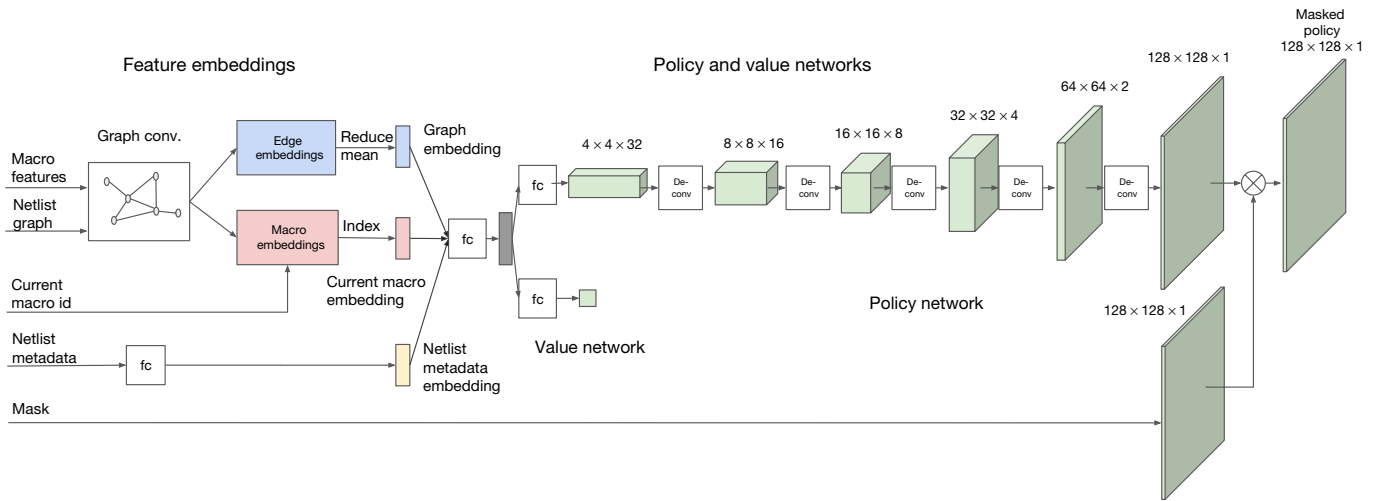 Feature embeddings
Policy and value networks
Masked
policy
128 × 128 × 1
128 × 128 × 1
64 × 64 × 2
32 × 32 × 4
16 × 16 × 8
8 × 8 × 16
4 × 4 × 32
Graph conv.
Macro
features
Netlist
graph
Edge
embeddings
Reduce
mean
Graph
embedding
Macro
embeddings
Index
Current macro
embedding
Current
macro id
fc
fc
De-
conv
De-
conv
De-
conv
De-
conv
De-
conv
fc
Value network
Policy network
128 × 128 × 1
Netlist
metadata
fc
Netlist
metadata
embedding
Mask